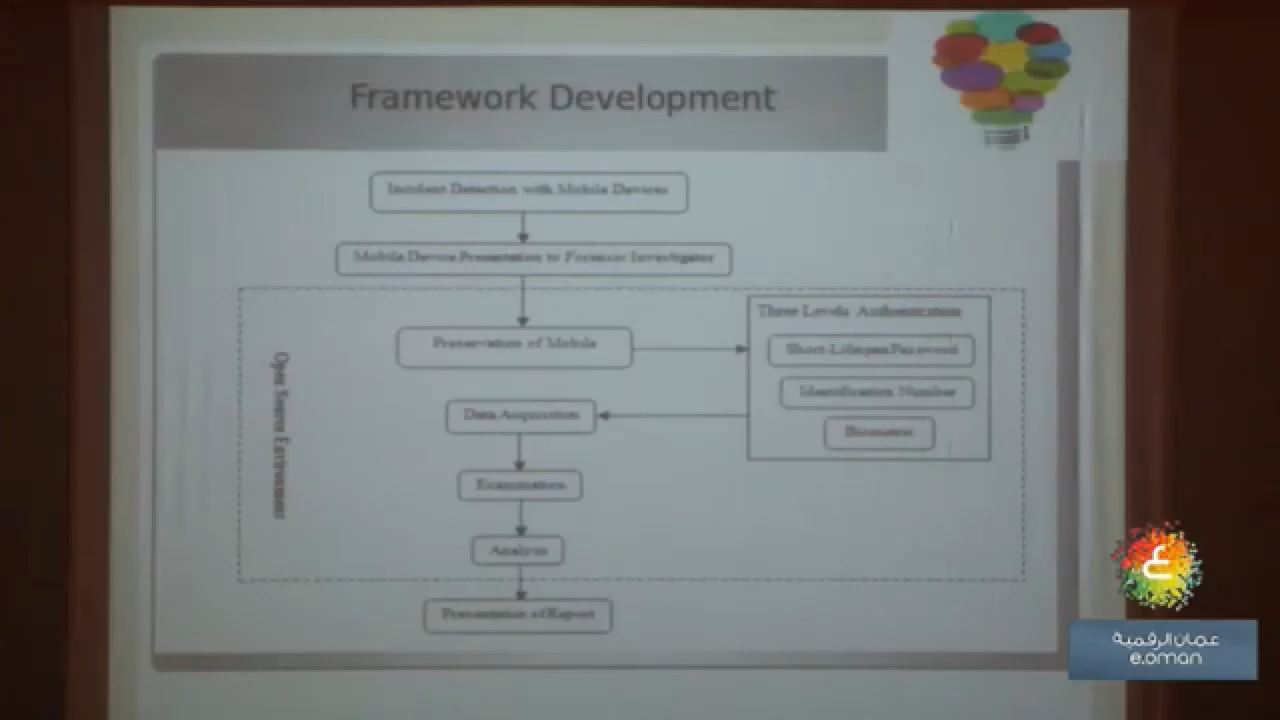 Framework Development
Incident Detection with Mobile Devices
Mobile Device Presentation to Forensic Investigator
Preservation of Mobile
Three Levels Authentication
Short-Lifespan Password
Identification Number
Biometric
Data Acquisition
Examination
Analysis
Presentation of Report
Open Source Environment
عمان الرقمية
e.oman